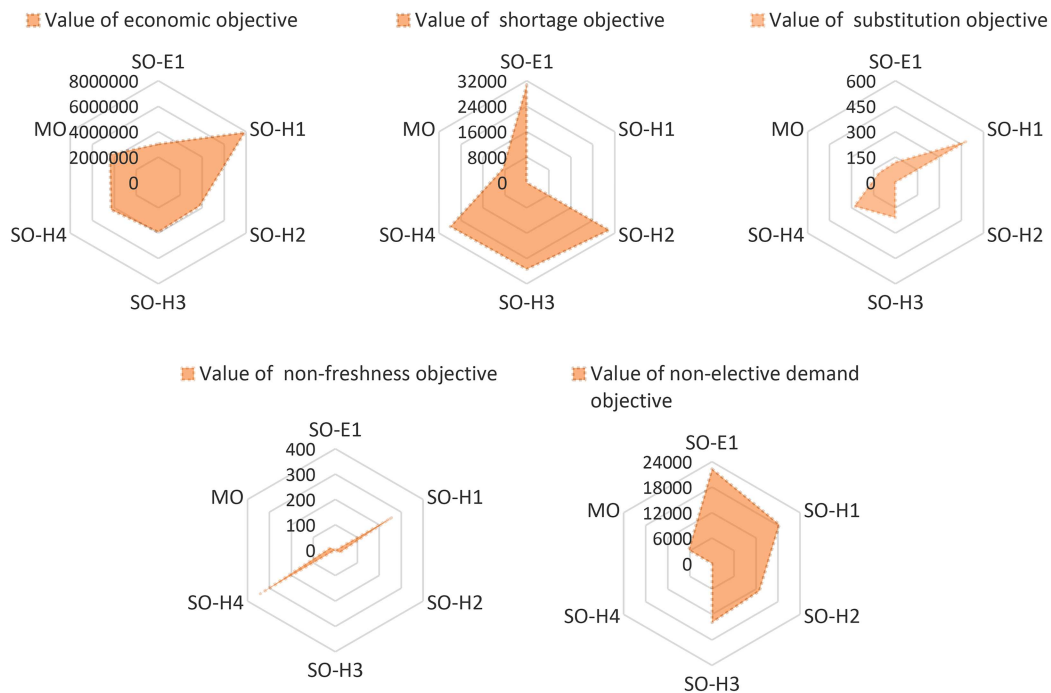 Value of economic objective
SO-E1
8000000
6000000
4000000
2000000
0
SO-H1
SO-H2
SO-H3
SO-H4
MO
Value of shortage objective
SO-E1
32000
24000
16000
8000
0
SO-H1
SO-H2
SO-H3
SO-H4
MO
Value of substitution objective
SO-E1
600
450
300
150
0
SO-H1
SO-H2
SO-H3
SO-H4
MO
Value of non-freshness objective
SO-E1
400
300
200
100
0
SO-H1
SO-H2
SO-H3
SO-H4
MO
Value of non-elective demand
objective
SO-E1
24000
18000
12000
6000
0
SO-H1
SO-H2
SO-H3
SO-H4
MO